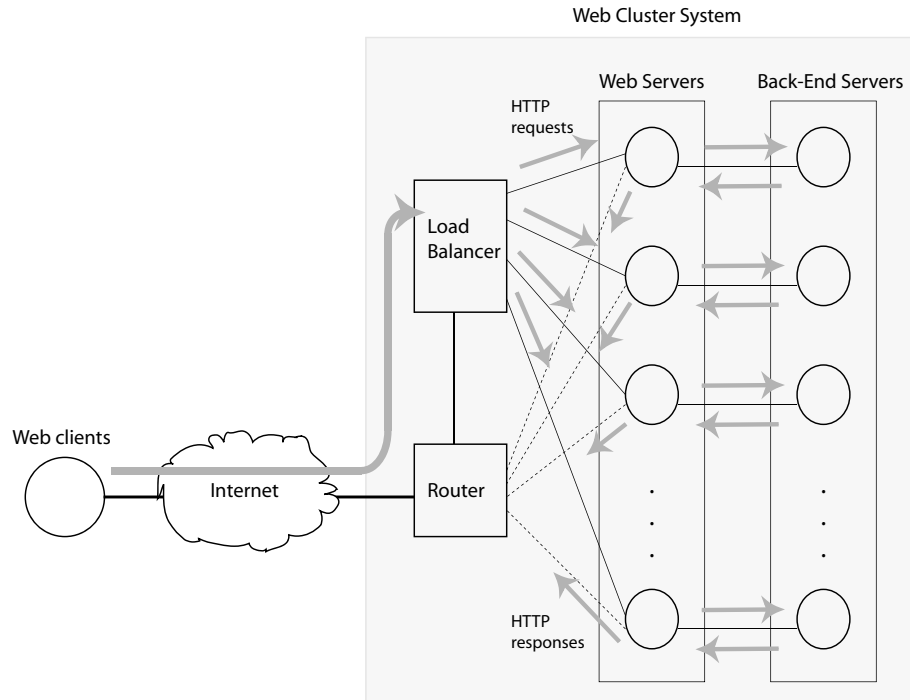 Web Cluster System
Web Servers
Back-End Servers
HTTP
requests
Load
Balancer
Web clients
Internet
Router
HTTP
responses